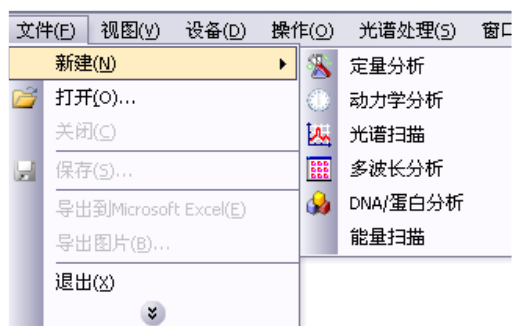 文件(F) 视图(V) 设备(D) 操作(O) 光谱处理(S) 窗口
新建(N)
打开(O)...
关闭(C)
保存(S)...
导出到Microsoft Excel(E)
导出图片(B)...
退出(X)
定量分析
动力学分析
光谱扫描
多波长分析
DNA/蛋白分析
能量扫描